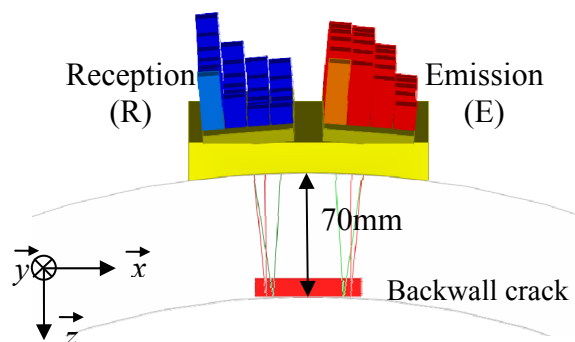 Reception
(R)
Emission
(E)
70mm
y
x
z
Backwall crack